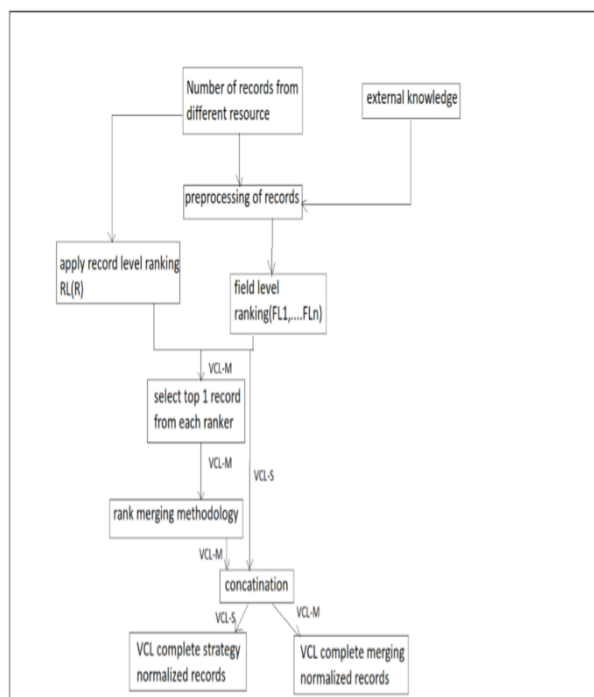 Number of records from
different resource
external knowledge
preprocessing of records
apply record level ranking
RL(R)
field level
ranking(FL1,....FLn)
VCL-M
select top 1 record
from each ranker
VCL-M
VCL-S
rank merging methodology
VCL-M
concatination
VCL-S
VCL-M
VCL complete strategy
normalized records
VCL complete merging
normalized records